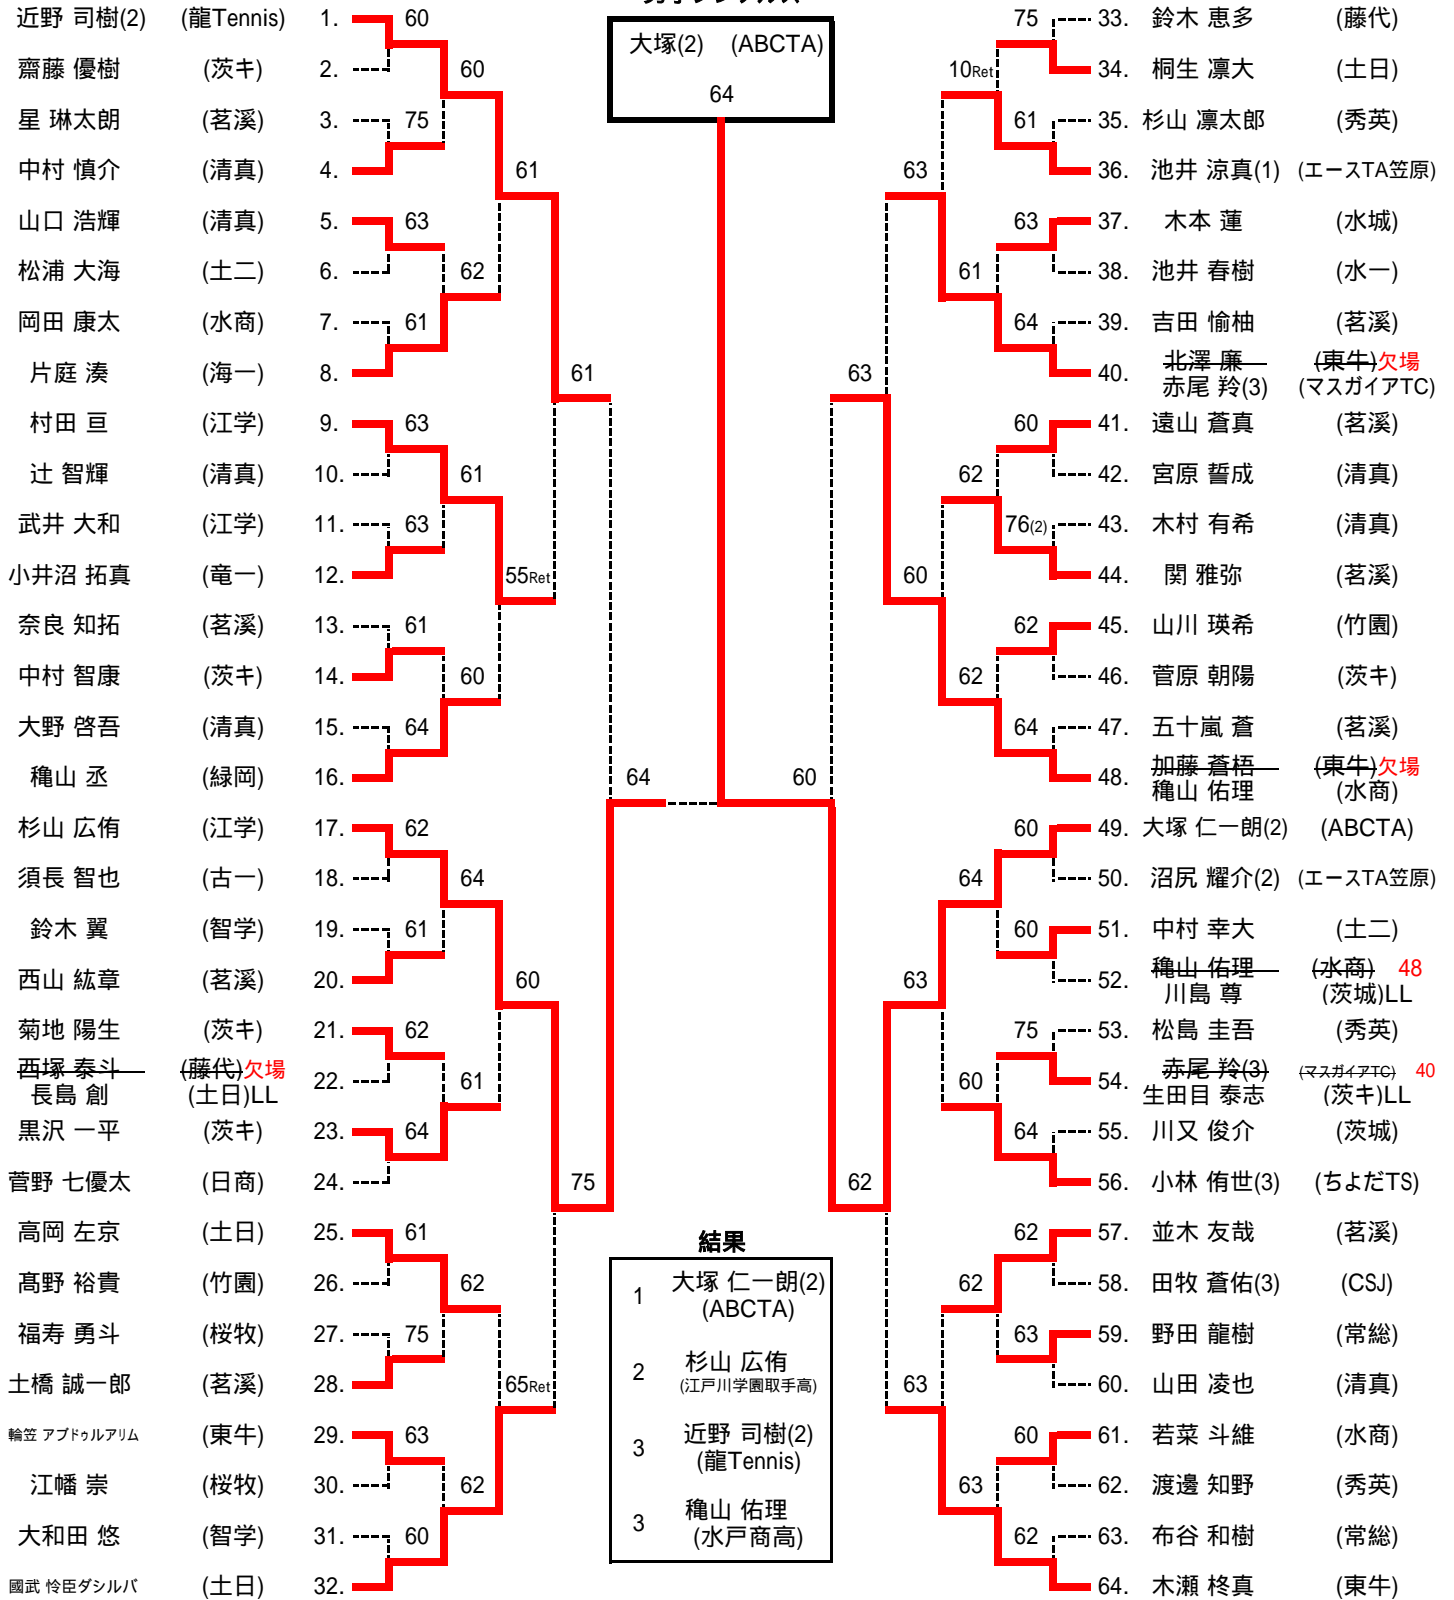 大塚(2) (ABCTA)
64
近野 司樹(2) (龍Tennis) 1.
齋藤 優樹 (茨キ) 2.
星 琳太朗 (茗溪) 3.
中村 慎介 (清真) 4.
山口 浩輝 (清真) 5.
松浦 大海 (土二) 6.
岡田 康太 (水商) 7.
片庭 湊 (海一) 8.
村田 亘 (江学) 9.
辻 智輝 (清真) 10.
武井 大和 (江学) 11.
小井沼 拓真 (竜一) 12.
奈良 知拓 (茗溪) 13.
中村 智康 (茨キ) 14.
大野 啓吾 (清真) 15.
穐山 丞 (緑岡) 16.
杉山 広侑 (江学) 17.
須長 智也 (古一) 18.
鈴木 翼 (智学) 19.
西山 紘章 (茗溪) 20.
菊地 陽生 (茨キ) 21.
西塚 泰斗 (藤代)欠場
長島 創 (土日)LL 22.
黒沢 一平 (茨キ) 23.
菅野 七優太 (日商) 24.
高岡 左京 (土日) 25.
髙野 裕貴 (竹園) 26.
福寿 勇斗 (桜牧) 27.
土橋 誠一郎 (茗溪) 28.
輪笠 アブドゥルアリム (東牛) 29.
江幡 崇 (桜牧) 30.
大和田 悠 (智学) 31.
國武 怜臣ダシルバ (土日) 32.
60
75
63
61
63
63
61
64
62
61
62
64
61
75
63
60
60
62
61
60
64
61
62
62
61
55Ret
60
65Ret
61
75
64
60
63
62
63
60
63
63
10Ret
61
62
62
64
60
62
63
75
61
63
64
60
76(2)
62
64
60
60
75
64
62
63
60
62
33. 鈴木 恵多 (藤代)
34. 桐生 凛大 (土日)
35. 杉山 凛太郎 (秀英)
36. 池井 涼真(1) (エースTA笠原)
37. 木本 蓮 (水城)
38. 池井 春樹 (水一)
39. 吉田 愉柚 (茗溪)
北澤 廉 (東牛)欠場
40. 赤尾 羚(3) (マスガイアTC)
41. 遠山 蒼真 (茗溪)
42. 宮原 誓成 (清真)
43. 木村 有希 (清真)
44. 関 雅弥 (茗溪)
45. 山川 瑛希 (竹園)
46. 菅原 朝陽 (茨キ)
47. 五十嵐 蒼 (茗溪)
加藤 蒼梧 (東牛)欠場
48. 穐山 佑理 (水商)
49. 大塚 仁一朗(2) (ABCTA)
50. 沼尻 耀介(2) (エースTA笠原)
51. 中村 幸大 (土二)
穐山 佑理 (水商) 48
52. 川島 尊 (茨城)LL
53. 松島 圭吾 (秀英)
赤尾 羚(3) (マスガイアTC) 40
54. 生田目 泰志 (茨キ)LL
55. 川又 俊介 (茨城)
56. 小林 侑世(3) (ちよだTS)
57. 並木 友哉 (茗溪)
58. 田牧 蒼佑(3) (CSJ)
59. 野田 龍樹 (常総)
60. 山田 凌也 (清真)
61. 若菜 斗維 (水商)
62. 渡邊 知野 (秀英)
63. 布谷 和樹 (常総)
64. 木瀬 柊真 (東牛)
結果
1 大塚 仁一朗(2)
(ABCTA)
2 杉山 広侑
(江戸川学園取手高)
3 近野 司樹(2)
(龍Tennis)
3 穐山 佑理
(水戸商高)